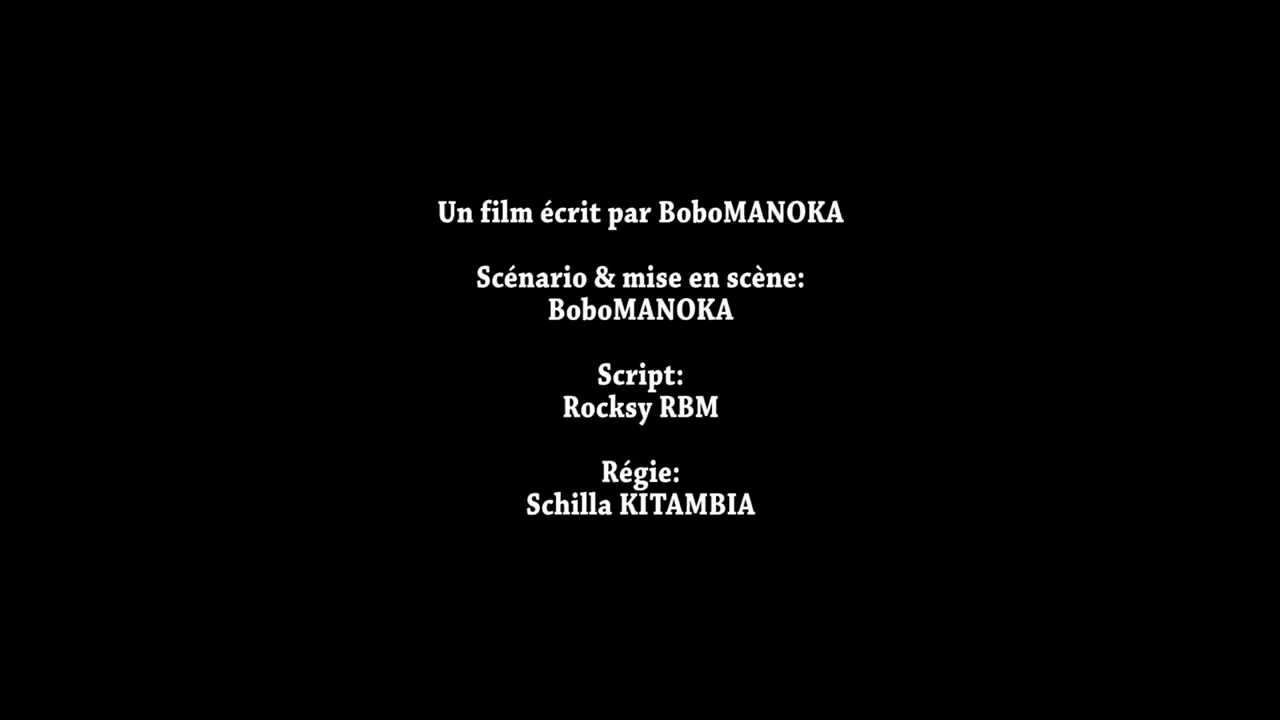 Un film écrit par BoboMANOKA
Scénario & mise en scène:
BoboMANOKA
Script:
Rocksy RBM
Régie:
Schilla KITAMBIA